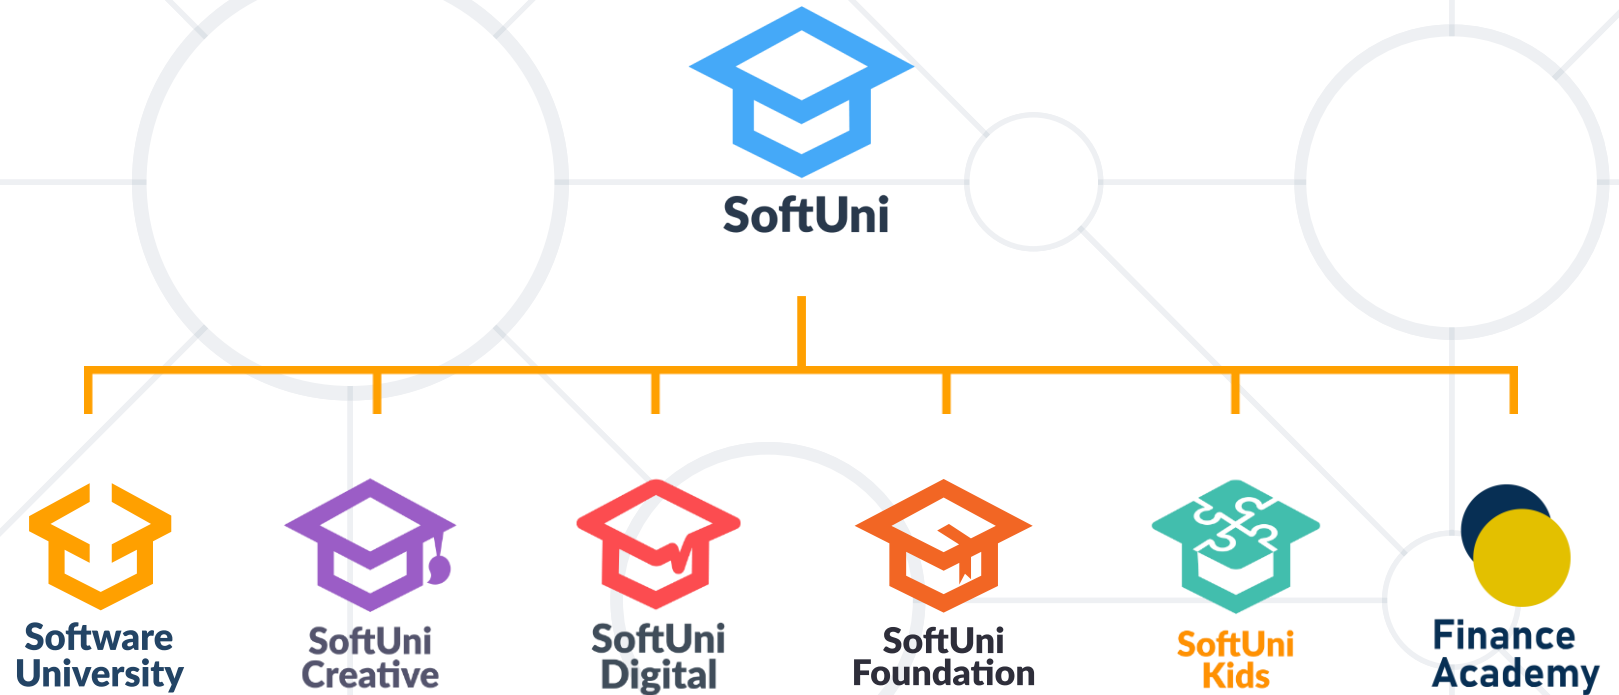 SoftUni
Software
University
SoftUni
Creative
SoftUni
Digital
SoftUni
Foundation
SoftUni
Kids
Finance
Academy